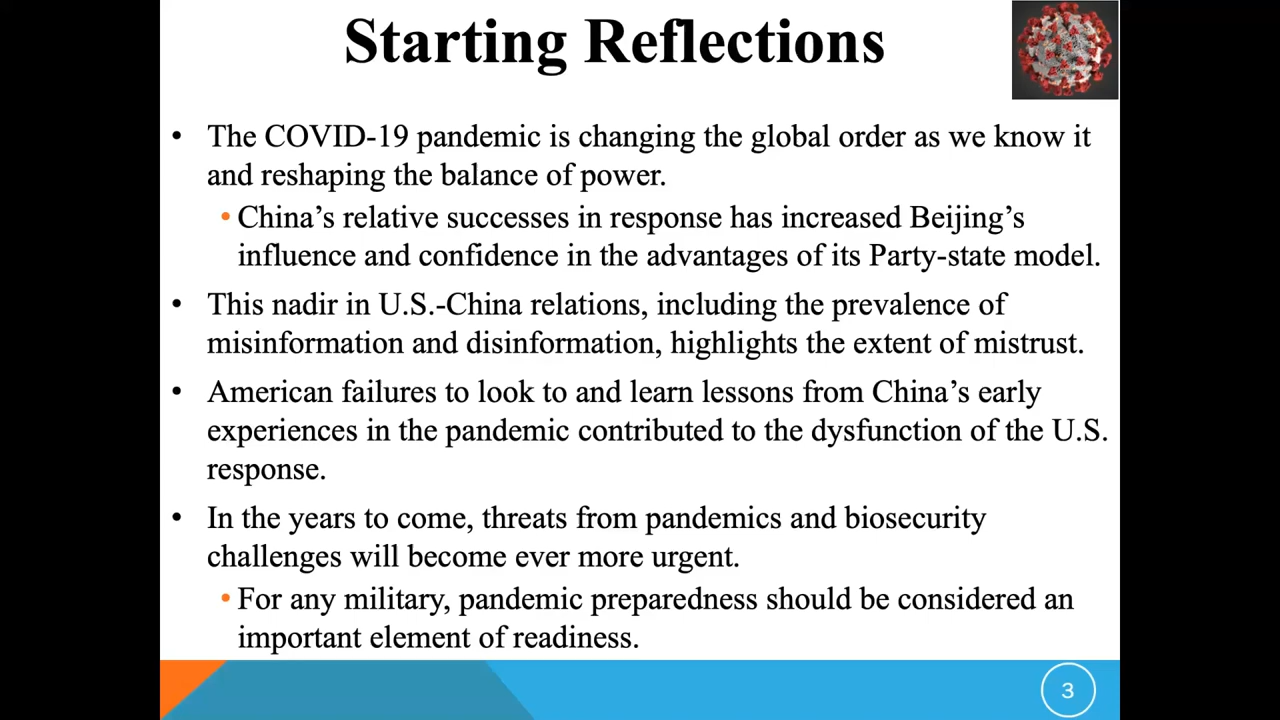 Starting Reflections
• The COVID-19 pandemic is changing the global order as we know it
and reshaping the balance of power.
• China’s relative successes in response has increased Beijing’s
influence and confidence in the advantages of its Party-state model.
• This nadir in U.S.-China relations, including the prevalence of
misinformation and disinformation, highlights the extent of mistrust.
• American failures to look to and learn lessons from China’s early
experiences in the pandemic contributed to the dysfunction of the U.S.
response.
• In the years to come, threats from pandemics and biosecurity
challenges will become ever more urgent.
• For any military, pandemic preparedness should be considered an
important element of readiness.
3